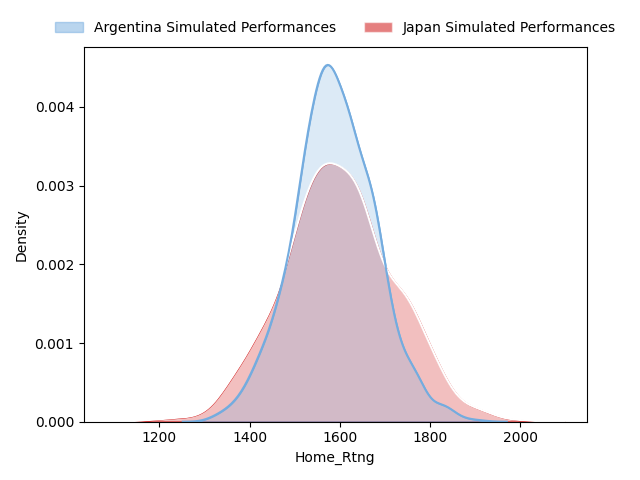 Argentina Simulated Performances Japan Simulated Performances
0.004
0.003
0.002
0.001
0.000
Density
1200 1400 1600 1800 2000
Home_Rtng